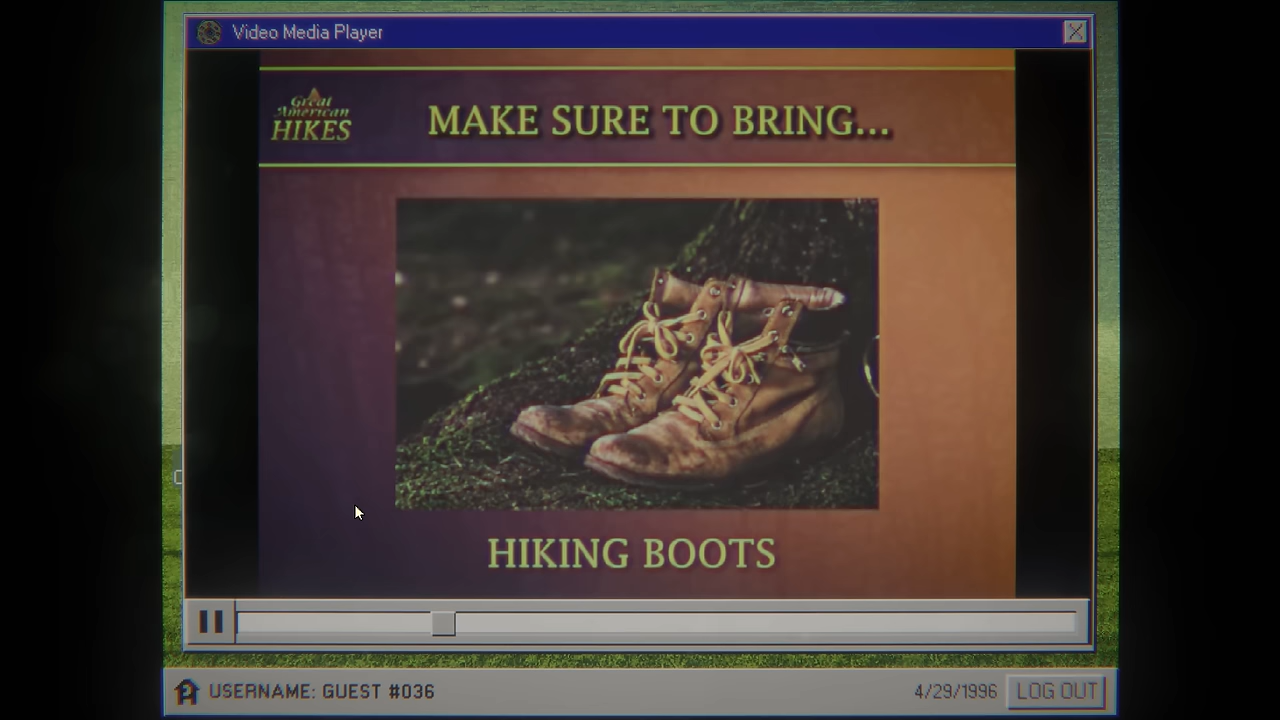 Video Media Player
Great
American
HIKES
MAKE SURE TO BRING...
HIKING BOOTS
USERNAME: GUEST #036
4/29/1996
LOG OUT